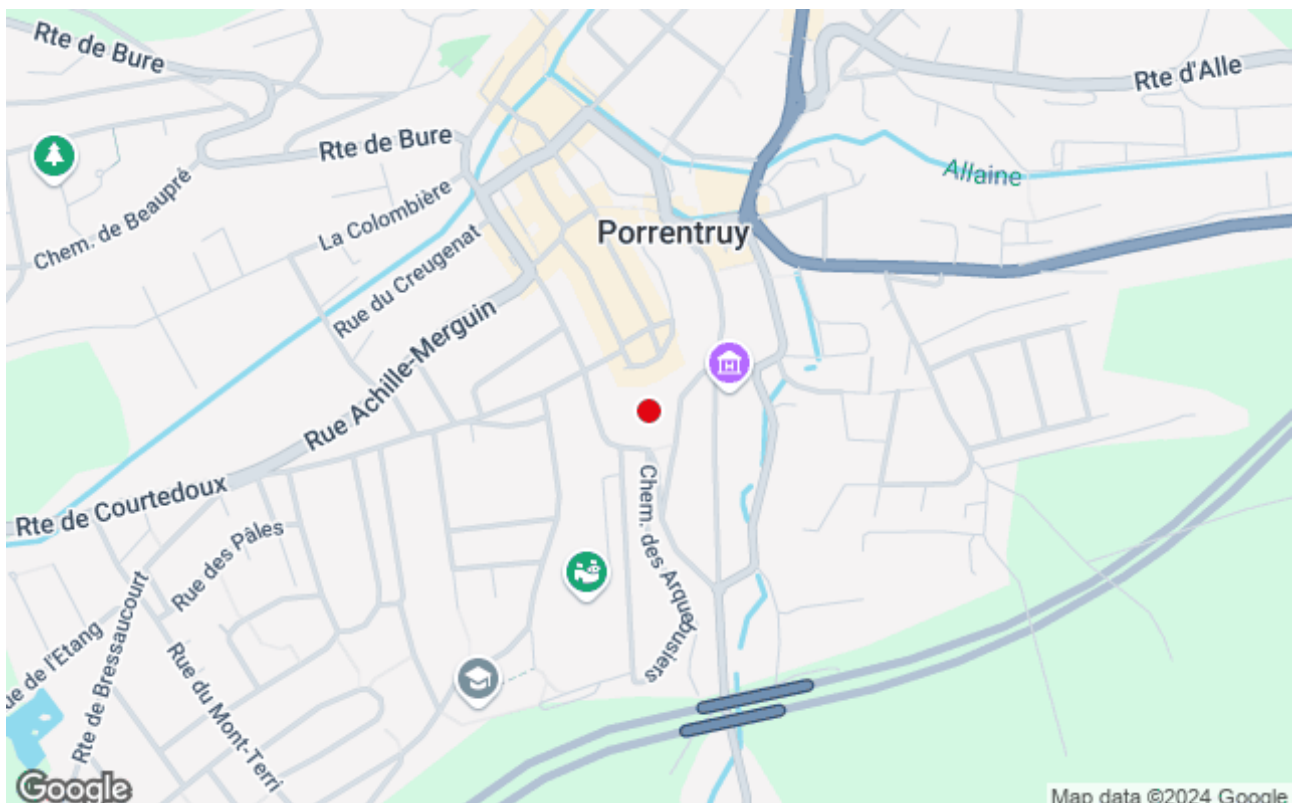 Rte de Bure
Rte d'Alle
Rte de Bure
Allaine
Chem. de Beaupré
La Colombière
Porrentruy
Rue du Creugenat
Rue Achille-Merguin
Rte de Courtedoux
Chem. des Arquebusiers
Rue des Pâles
ue de l'Etang
Rte de Bressaucourt
Rue du Mont-Terri
Google
Map data ©2024 Google